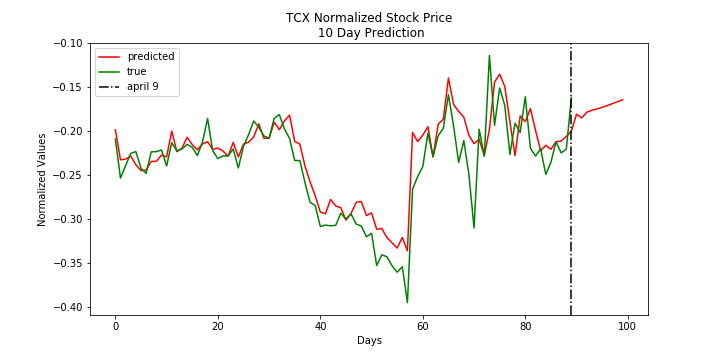 TCX Normalized Stock Price
10 Day Prediction
predicted
true
april 9
Normalized Values
−0.10
−0.15
−0.20
−0.25
−0.30
−0.35
−0.40
0
20
40
60
80
100
Days